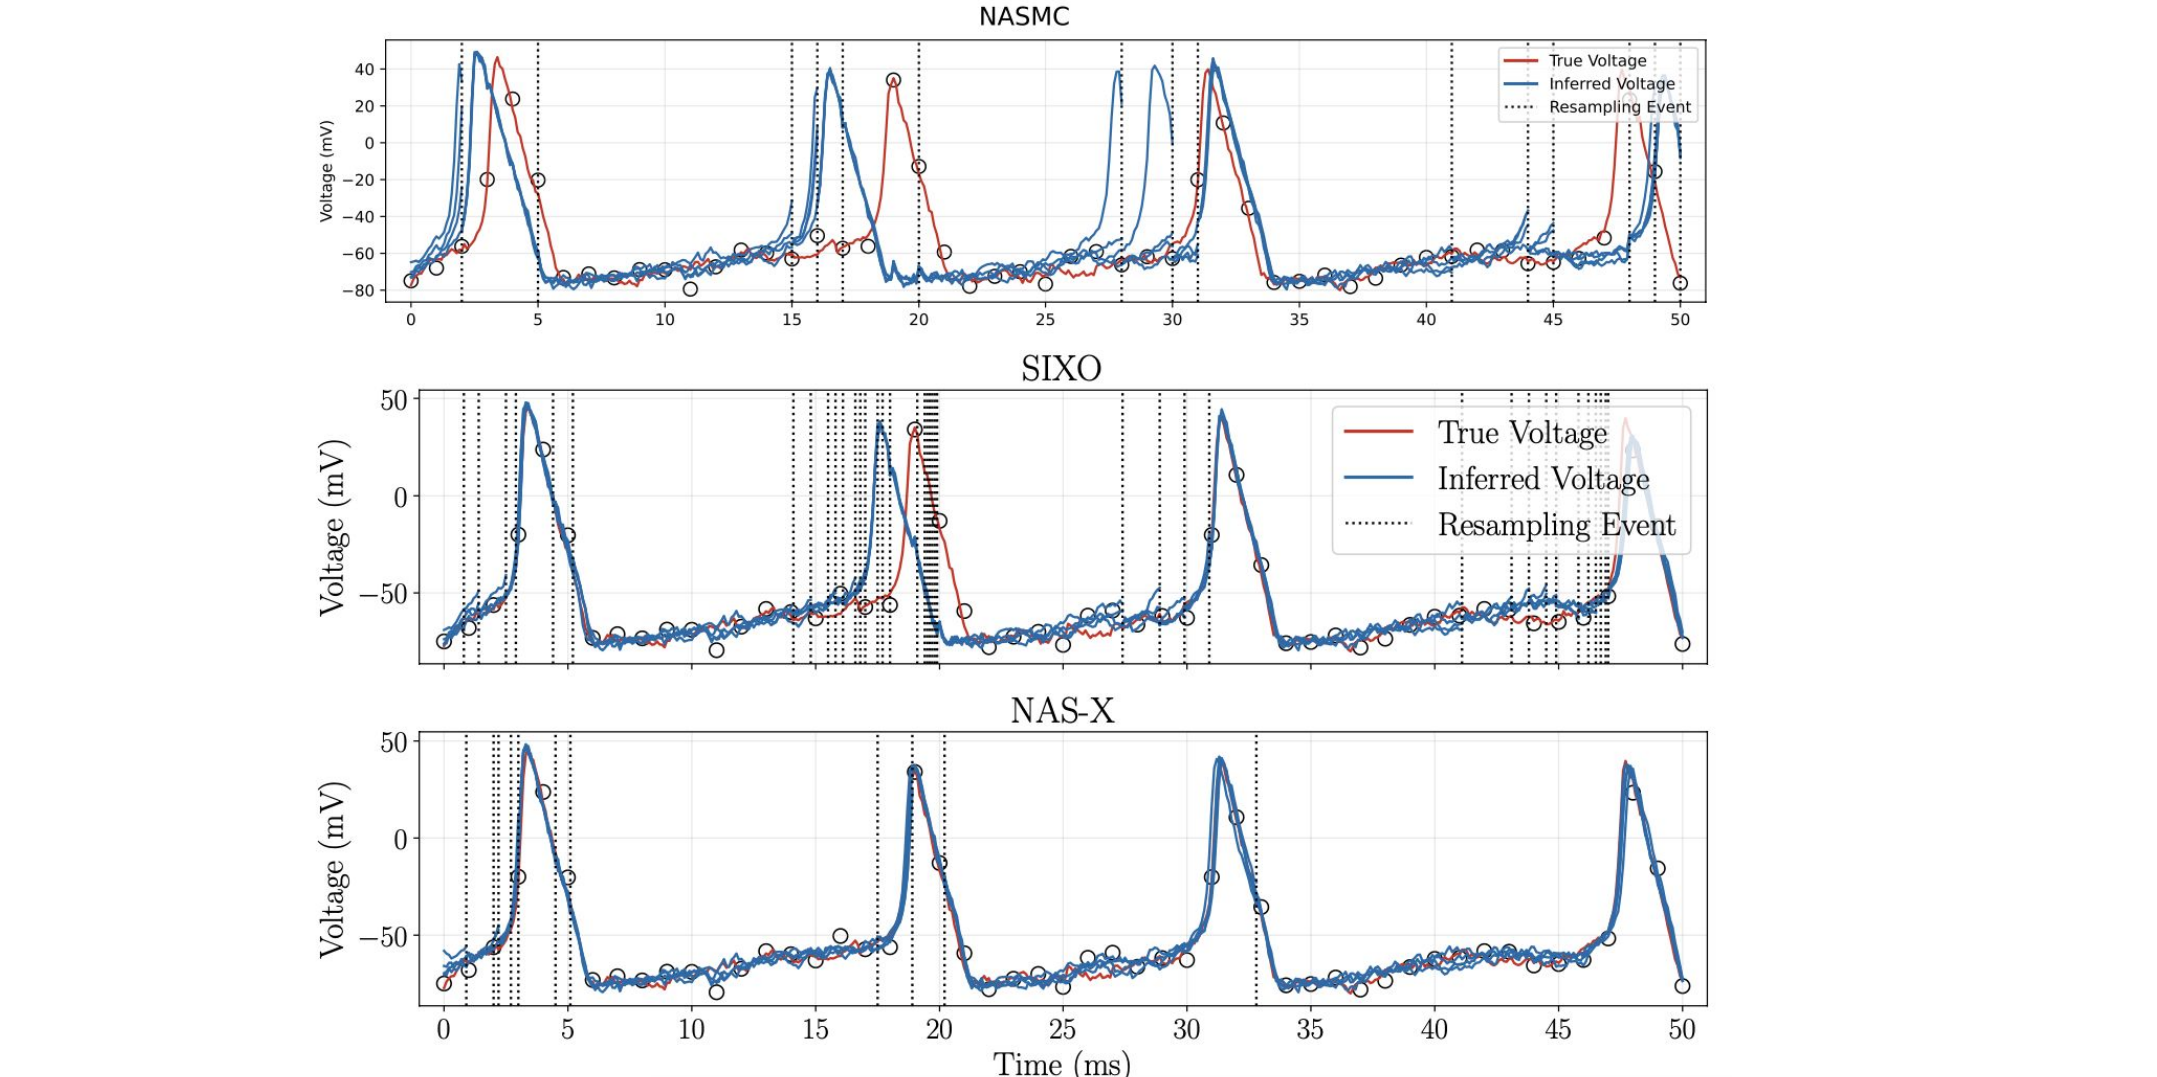 NASMC
Voltage (mV)
40
20
0
−20
−40
−60
−80
True Voltage
Inferred Voltage
Resampling Event
0 5 10 15 20 25 30 35 40 45 50
SIXO
Voltage (mV)
50
0
−50
True Voltage
Inferred Voltage
Resampling Event
NAS-X
Voltage (mV)
50
0
−50
0 5 10 15 20 25 30 35 40 45 50
Time (ms)